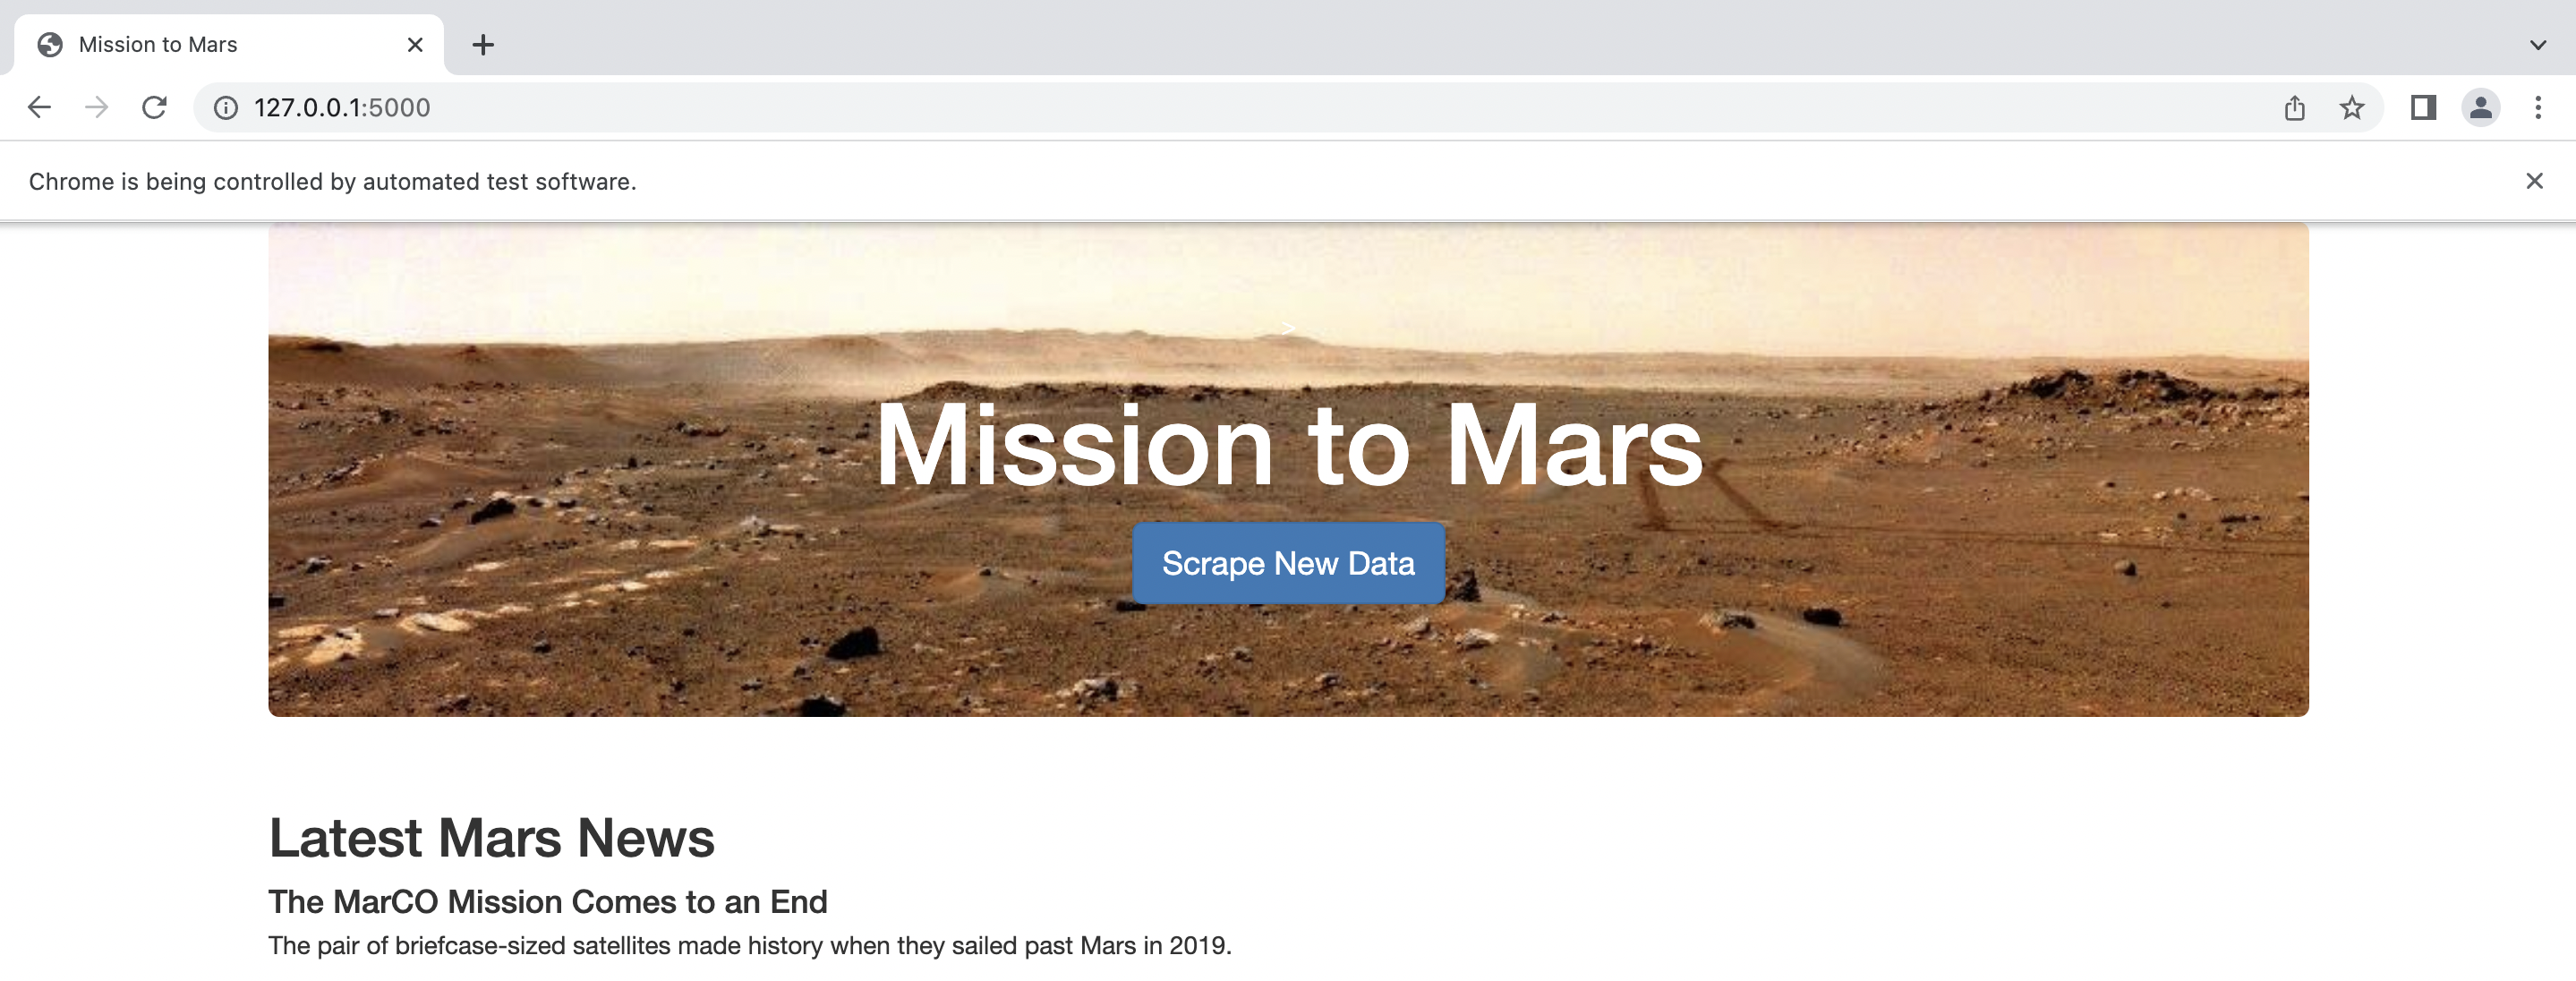 Mission to Mars
127.0.0.1:5000
Chrome is being controlled by automated test software.
>
Mission to Mars
Scrape New Data
Latest Mars News
The MarCO Mission Comes to an End
The pair of briefcase-sized satellites made history when they sailed past Mars in 2019.